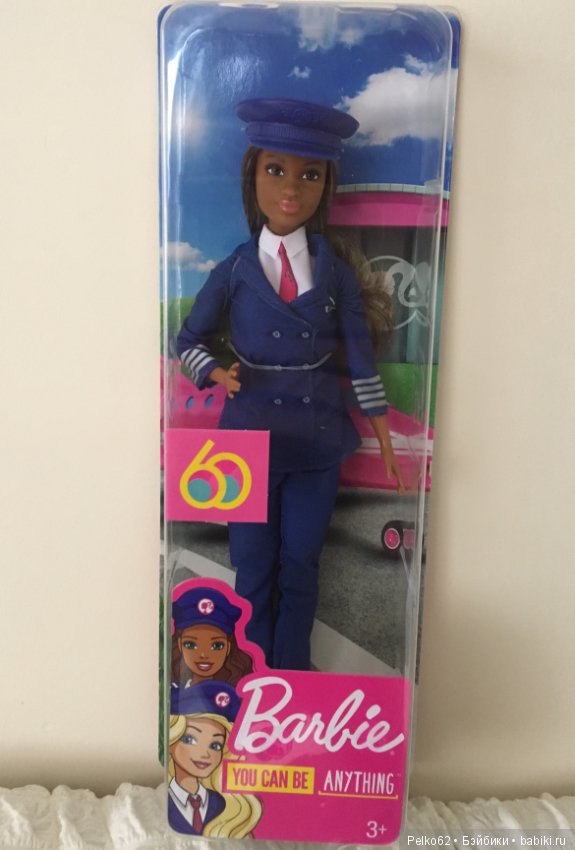 60
Barbie
YOU CAN BE ANYTHING
3+
Pelko62 • Бэйбики • babiki.ru